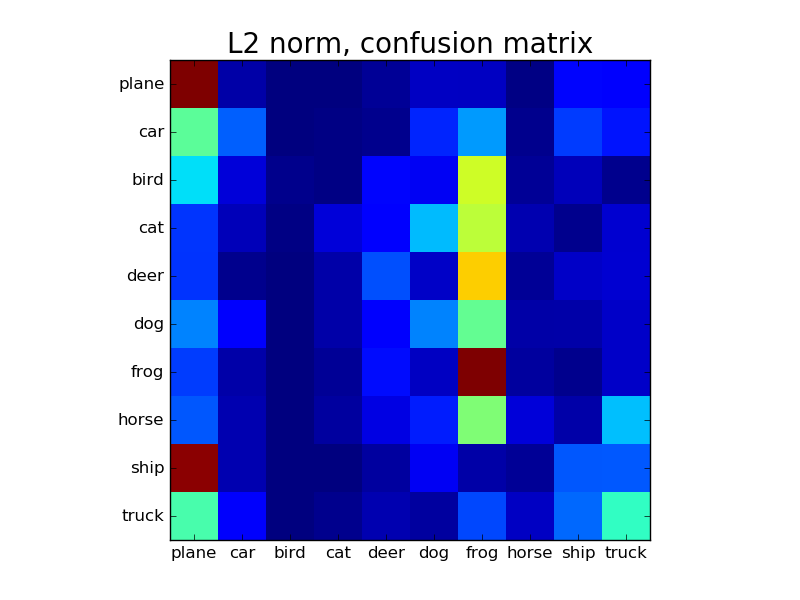 L2 norm, confusion matrix
plane
car
bird
cat
deer
dog
frog
horse
ship
truck
plane car bird cat deer dog frog horse ship truck